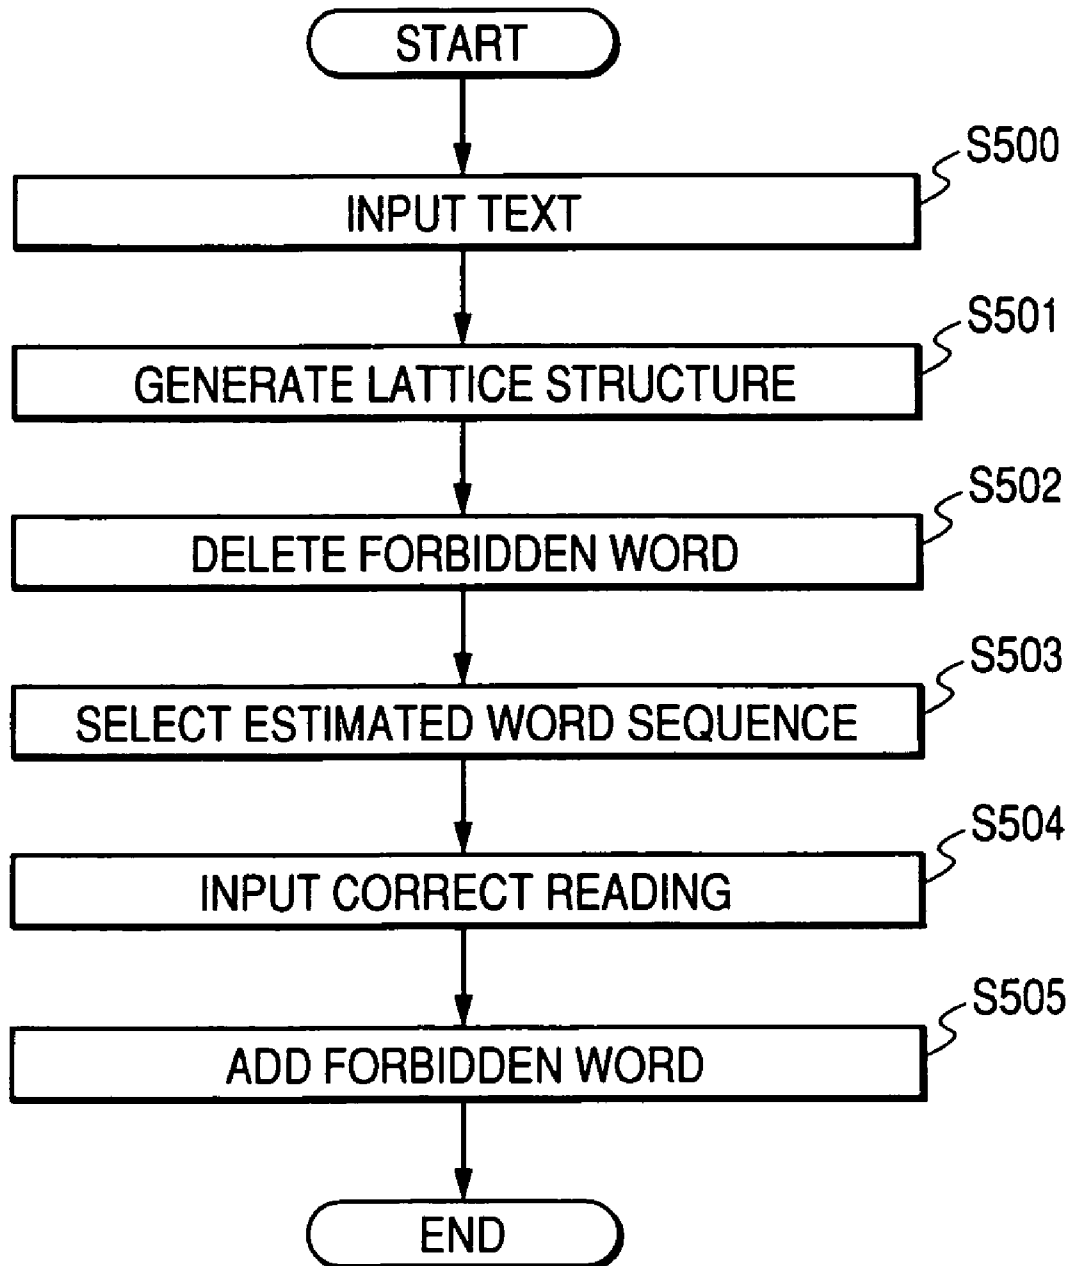 START
S500
INPUT TEXT
S501
GENERATE LATTICE STRUCTURE
S502
DELETE FORBIDDEN WORD
S503
SELECT ESTIMATED WORD SEQUENCE
S504
INPUT CORRECT READING
S505
ADD FORBIDDEN WORD
END